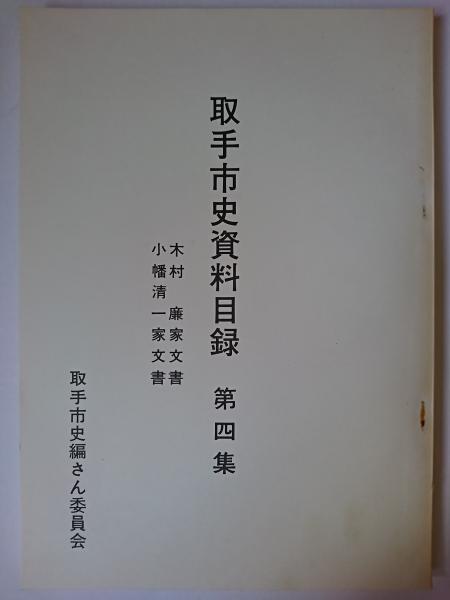 取手市史資料目録　第四集
木村　廉家文書
小幡清一家文書
取手市史編さん委員会